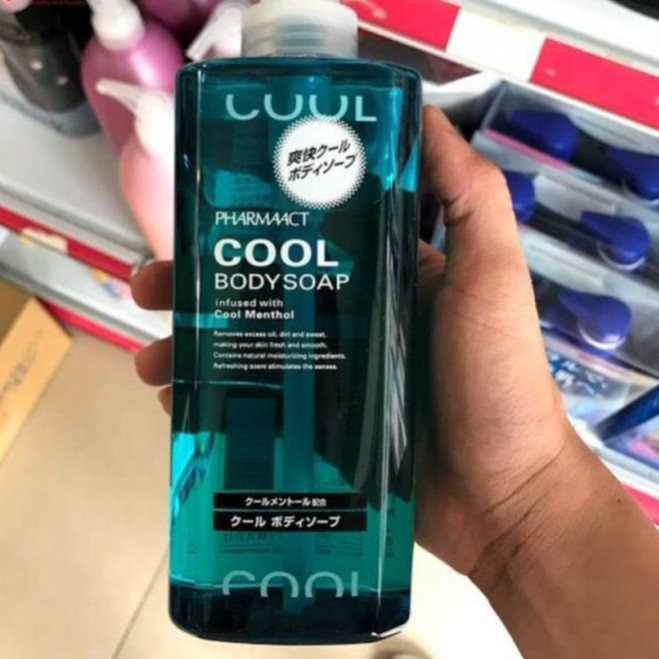 COOL
爽快クール
ボディソープ
PHARMAACT
COOL
BODYSOAP
infused with
Cool Menthol
Removes excess oil, dirt and sweat,
making your skin fresh and smooth.
Contains natural moisturizing ingredients.
Refreshing scent stimulates the senses.
クールメントール配合
クール ボディソープ
COOL